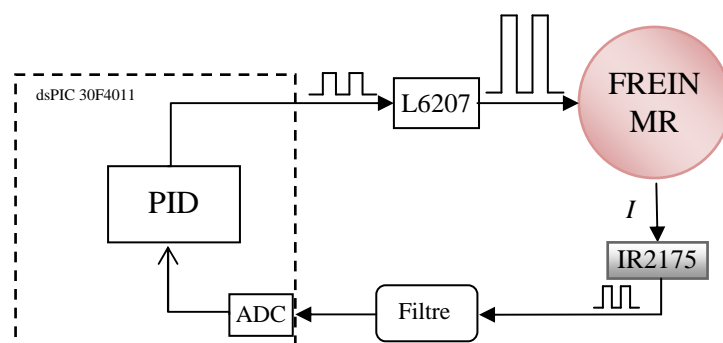 dsPIC 30F4011
L6207
FREIN
MR
PID
I
IR2175
ADC
Filtre